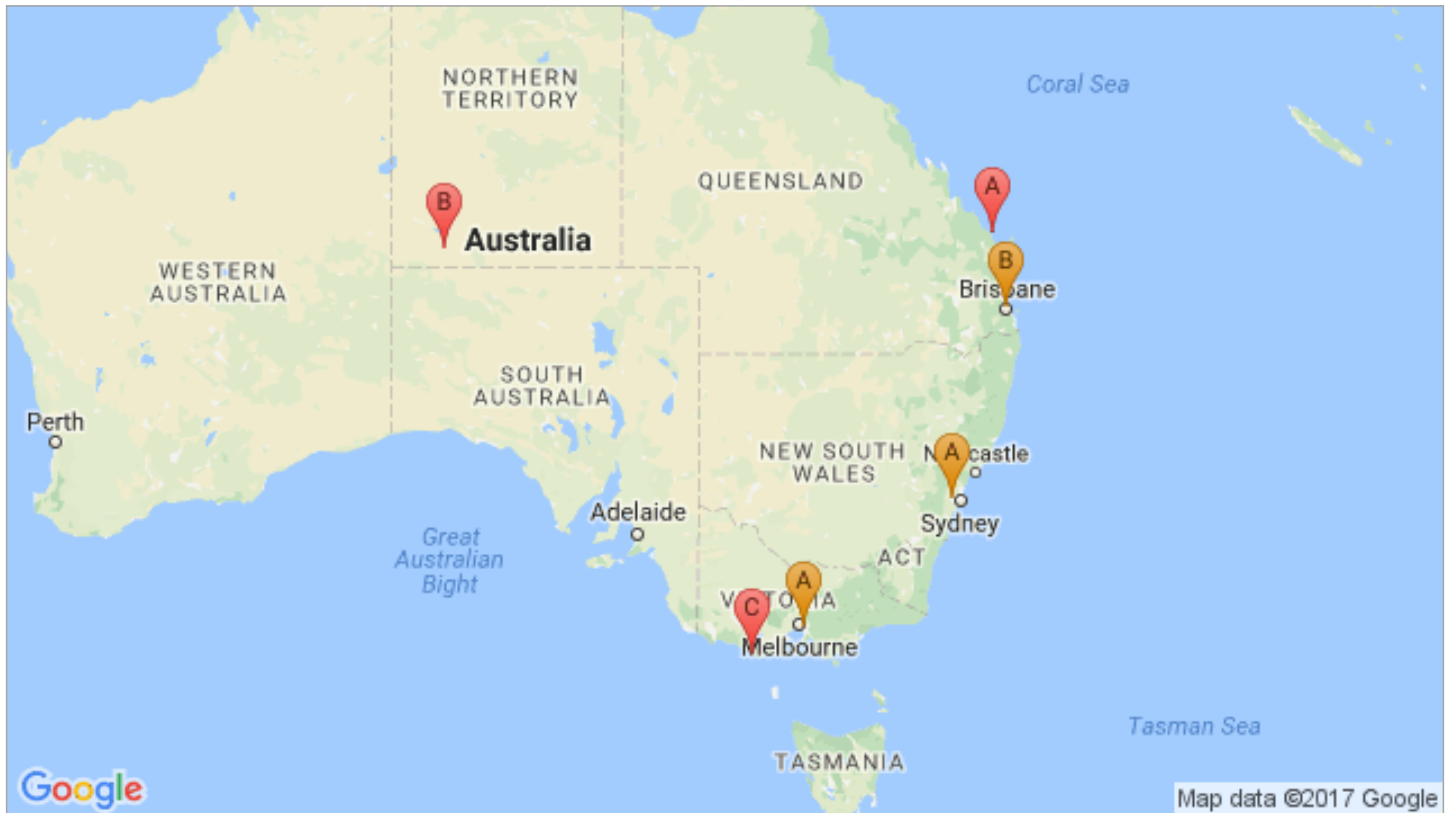 NORTHERN
TERRITORY
Coral Sea
QUEENSLAND
A
B
Australia
B
Brisbane
WESTERN
AUSTRALIA
SOUTH
AUSTRALIA
Perth
NEW SOUTH
WALES
A
Newcastle
Adelaide
Sydney
Great
Australian
Bight
ACT
A
VICTORIA
C
Melbourne
Tasman Sea
TASMANIA
Google
Map data ©2017 Google